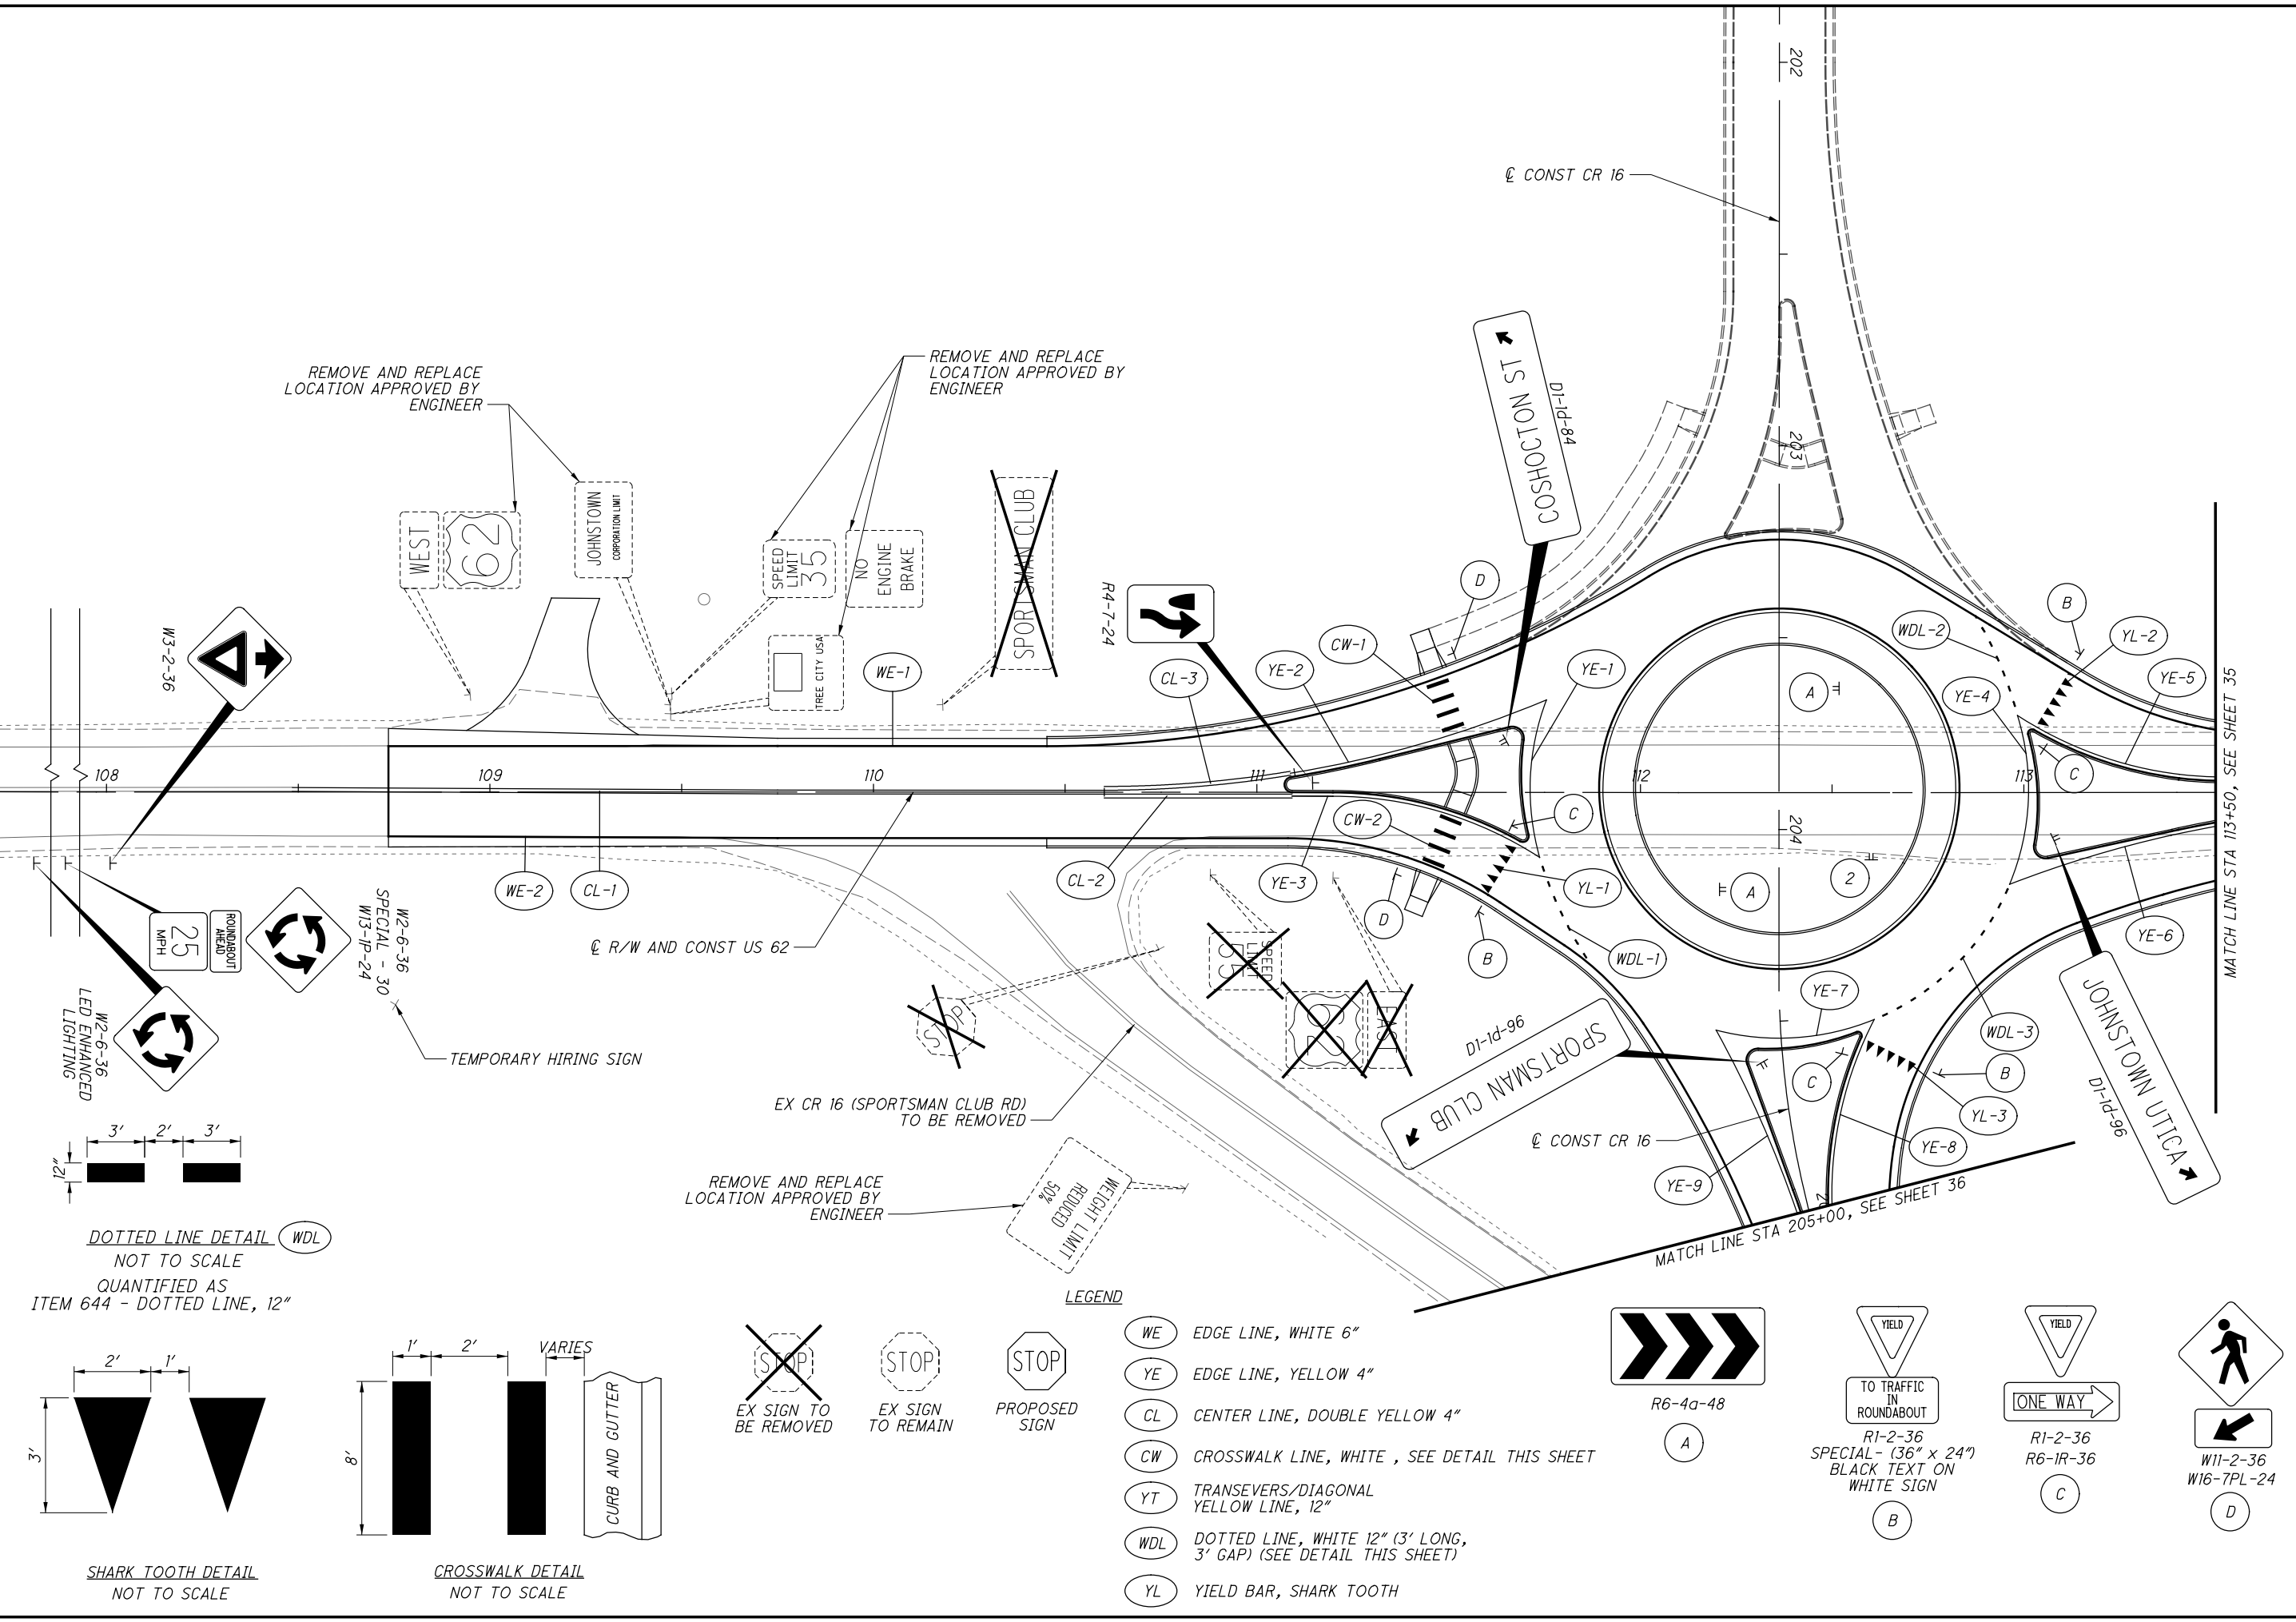 202
℄ CONST CR 16
COSHOCTON ST
D1-1d-84
REMOVE AND REPLACE
LOCATION APPROVED BY
ENGINEER
REMOVE AND REPLACE
LOCATION APPROVED BY
ENGINEER
203
WEST
62
JOHNSTOWN
CORPORATION LIMIT
SPEED
LIMIT
35
NO
ENGINE
BRAKE
TREE CITY USA
SPORTSMAN CLUB
R4-7-24
D
CW-1
CL-3
YE-2
YE-1
WE-1
W3-2-36
A
WDL-2
B
YL-2
YE-5
YE-4
C
MATCH LINE STA 113+50, SEE SHEET 35
108
109
110
111
112
113
204
CW-2
C
CL-2
YE-3
YL-1
D
B
WDL-1
A
2
YE-6
WE-2
CL-1
℄ R/W AND CONST US 62
25
MPH
ROUNDABOUT
AHEAD
W2-6-36
SPECIAL - 30
W13-1P-24
W2-6-36
LED ENHANCED
LIGHTING
TEMPORARY HIRING SIGN
STOP
SPEED
LIMIT
EAST
EX CR 16 (SPORTSMAN CLUB RD)
TO BE REMOVED
D1-1d-96
SPORTSMAN CLUB
YE-7
WDL-3
C
B
YL-3
YE-8
YE-9
℄ CONST CR 16
JOHNSTOWN UTICA
D1-1d-96
MATCH LINE STA 205+00, SEE SHEET 36
REMOVE AND REPLACE
LOCATION APPROVED BY
ENGINEER
WEIGHT LIMIT
REDUCED
50%
3' 2' 3'
12"
DOTTED LINE DETAIL WDL
NOT TO SCALE
QUANTIFIED AS
ITEM 644 - DOTTED LINE, 12"
2' 1'
3'
SHARK TOOTH DETAIL
NOT TO SCALE
1' 2' VARIES
8'
CURB AND GUTTER
CROSSWALK DETAIL
NOT TO SCALE
LEGEND
STOP
EX SIGN TO
BE REMOVED
STOP
EX SIGN
TO REMAIN
STOP
PROPOSED
SIGN
WE EDGE LINE, WHITE 6"
YE EDGE LINE, YELLOW 4"
CL CENTER LINE, DOUBLE YELLOW 4"
CW CROSSWALK LINE, WHITE , SEE DETAIL THIS SHEET
YT TRANSEVERS/DIAGONAL
YELLOW LINE, 12"
WDL DOTTED LINE, WHITE 12" (3' LONG,
3' GAP) (SEE DETAIL THIS SHEET)
YL YIELD BAR, SHARK TOOTH
R6-4a-48
A
YIELD
TO TRAFFIC
IN
ROUNDABOUT
R1-2-36
SPECIAL- (36" x 24")
BLACK TEXT ON
WHITE SIGN
B
YIELD
ONE WAY
R1-2-36
R6-1R-36
C
W11-2-36
W16-7PL-24
D